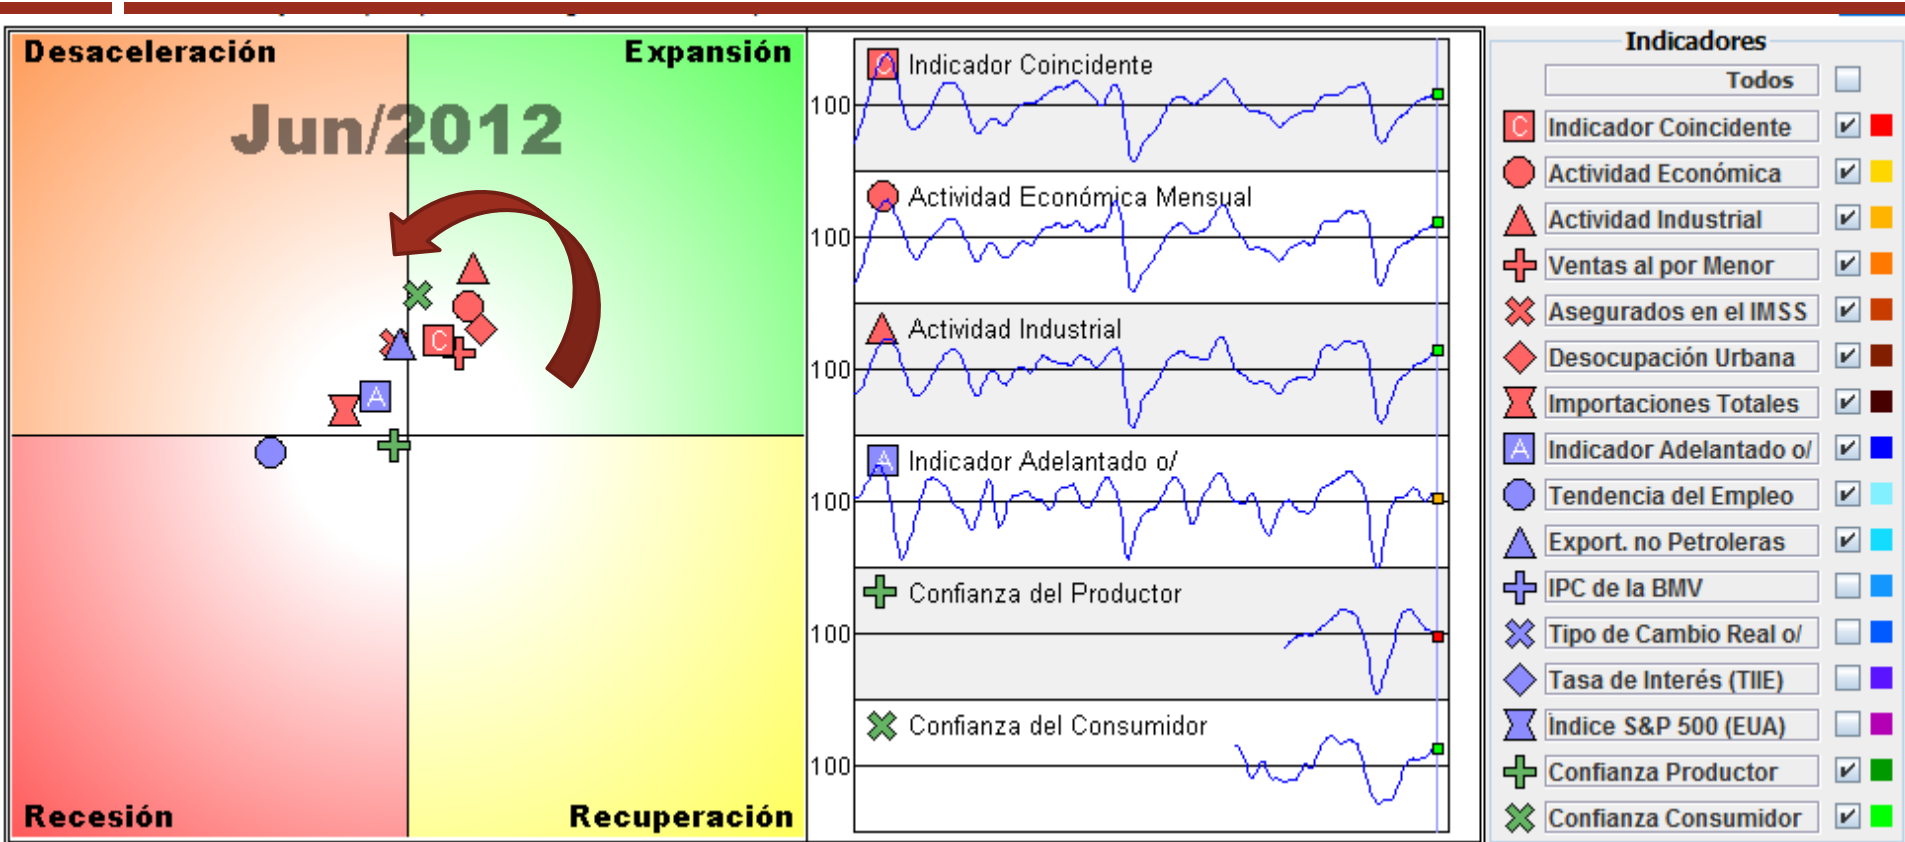 Desaceleración
Expansión
Jun/2012
Recesión
Recuperación
C Indicador Coincidente
100
Actividad Económica Mensual
100
Actividad Industrial
100
A Indicador Adelantado o/
100
Confianza del Productor
100
Confianza del Consumidor
100
C
A
Indicadores
Todos
C Indicador Coincidente
Actividad Económica
Actividad Industrial
Ventas al por Menor
Asegurados en el IMSS
Desocupación Urbana
Importaciones Totales
A Indicador Adelantado o/
Tendencia del Empleo
Export. no Petroleras
IPC de la BMV
Tipo de Cambio Real o/
Tasa de Interés (TIIE)
Índice S&P 500 (EUA)
Confianza Productor
Confianza Consumidor